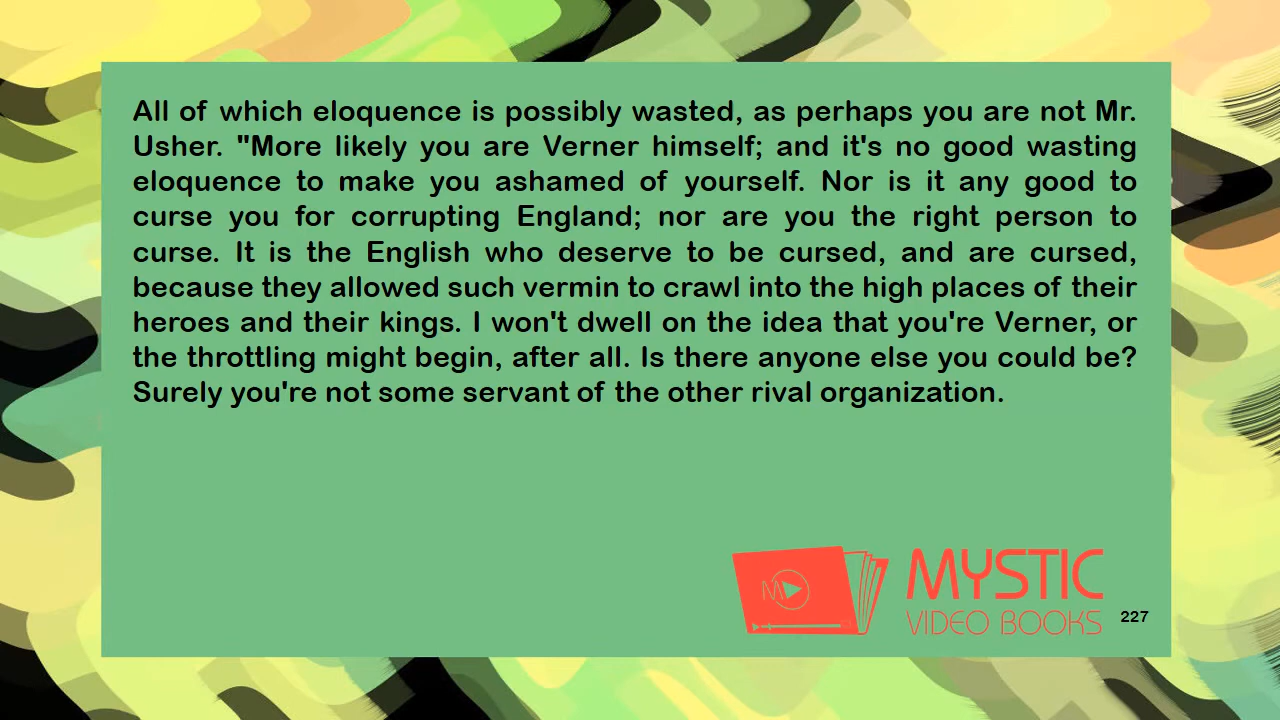 All of which eloquence is possibly wasted, as perhaps you are not Mr.
Usher. "More likely you are Verner himself; and it's no good wasting
eloquence to make you ashamed of yourself. Nor is it any good to
curse you for corrupting England; nor are you the right person to
curse. It is the English who deserve to be cursed, and are cursed,
because they allowed such vermin to crawl into the high places of their
heroes and their kings. I won't dwell on the idea that you're Verner, or
the throttling might begin, after all. Is there anyone else you could be?
Surely you're not some servant of the other rival organization.
M
MYSTIC
VIDEO BOOKS
227